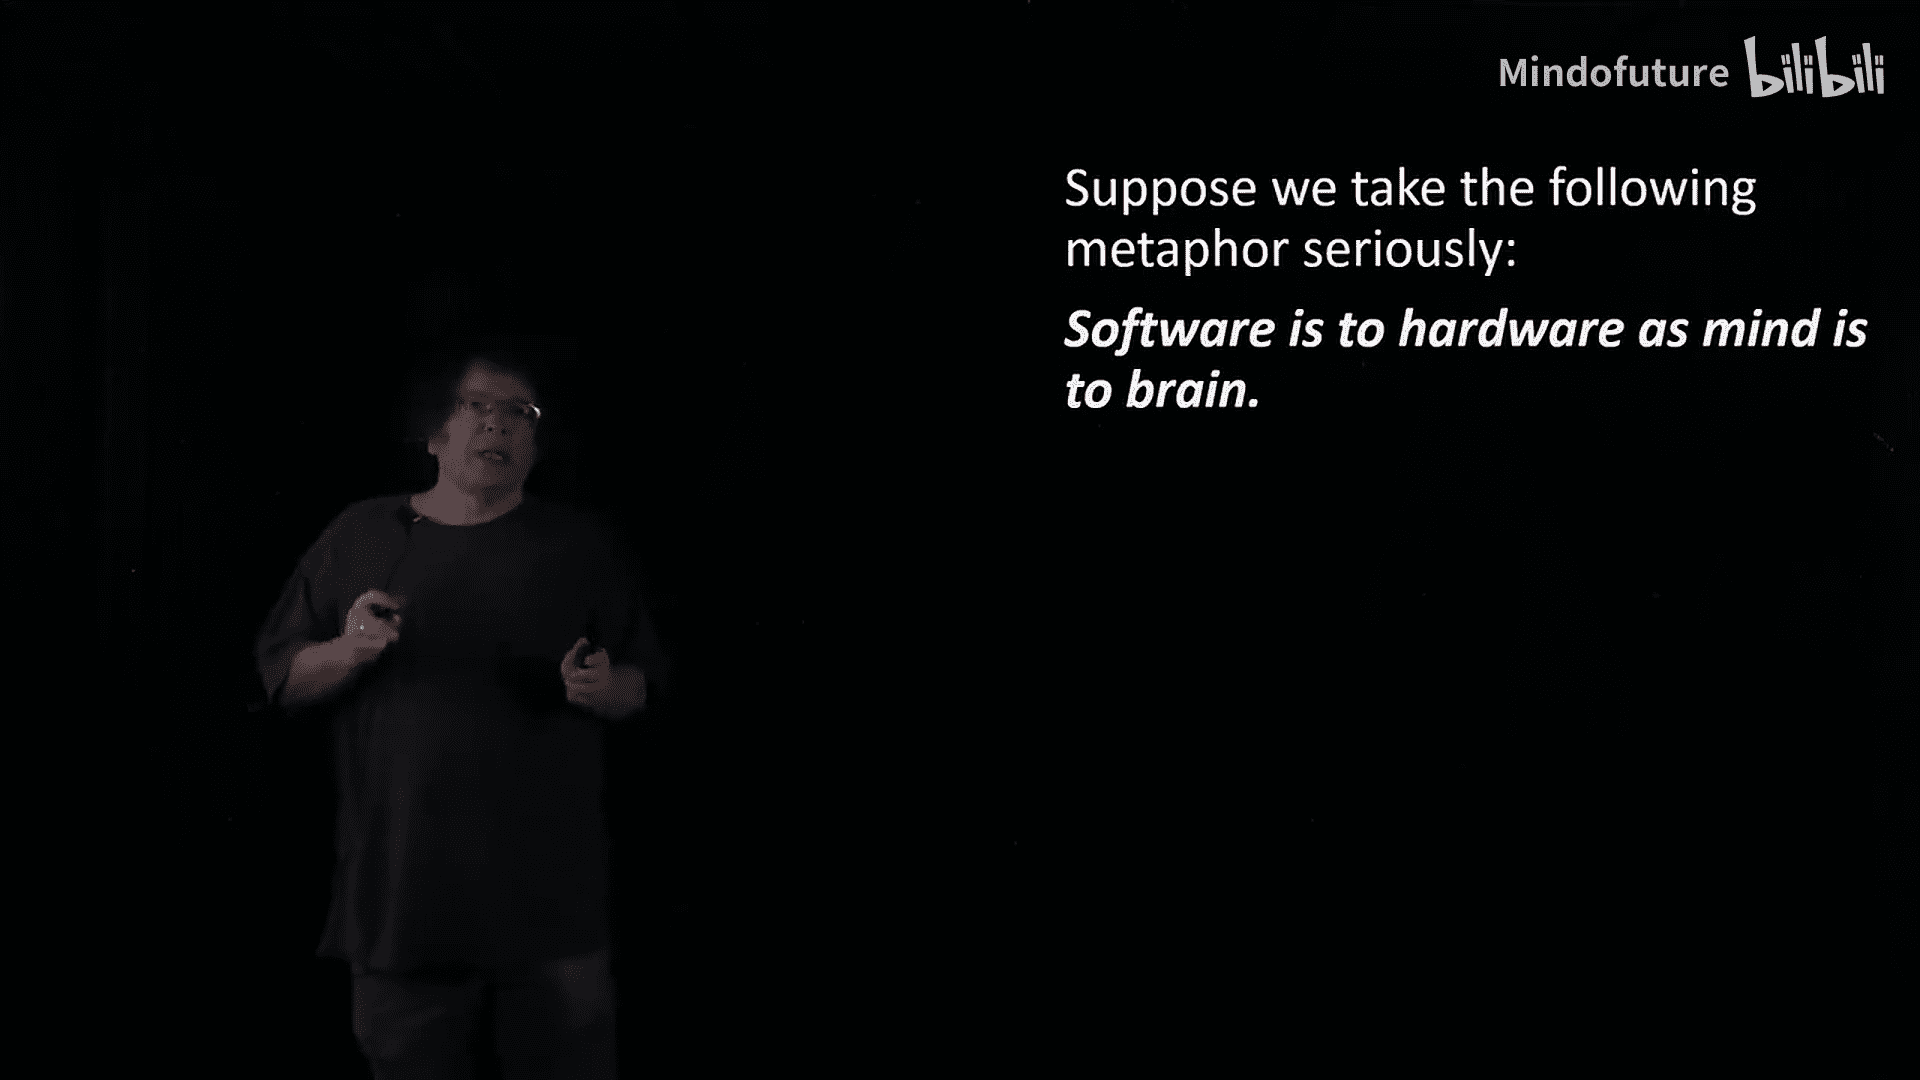 Mindofuture bilibili
Suppose we take the following
metaphor seriously:
Software is to hardware as mind is
to brain.